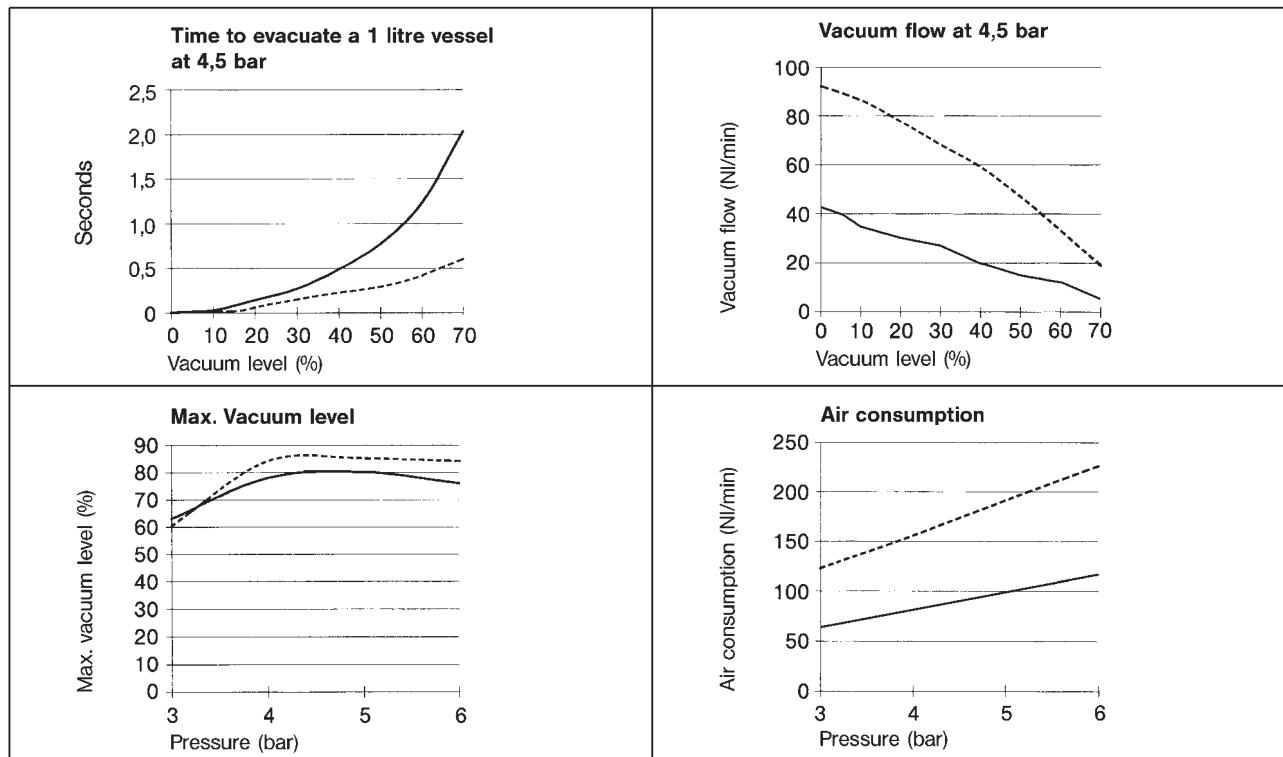 Time to evacuate a 1 litre vessel
at 4,5 bar
2,5
2,0
1,5
1,0
0,5
0
Seconds
0 10 20 30 40 50 60 70
Vacuum level (%)
Vacuum flow at 4,5 bar
100
80
60
40
20
0
Vacuum flow (Nl/min)
0 10 20 30 40 50 60 70
Vacuum level (%)
Max. Vacuum level
90
80
70
60
50
40
30
80
10
0
Max. vacuum level (%)
3 4 5 6
Pressure (bar)
Air consumption
250
200
150
100
50
0
Air consumption (Nl/min)
3 4 5 6
Pressure (bar)